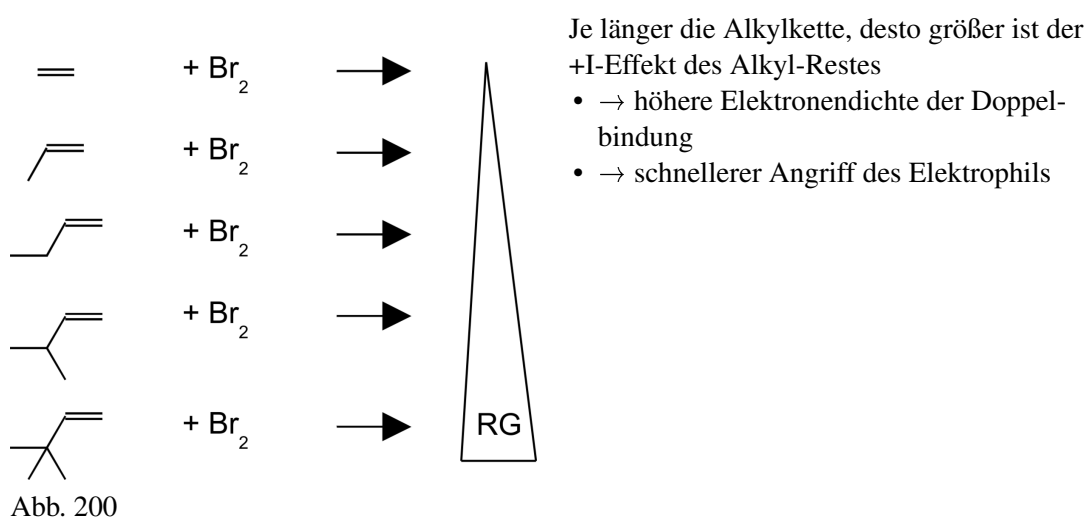 Je länger die Alkylkette, desto größer ist der
+I-Effekt des Alkyl-Restes
• → höhere Elektronendichte der Doppel-
bindung
• → schnellerer Angriff des Elektrophils
+ Br2
+ Br2
+ Br2
+ Br2
+ Br2
RG
Abb. 200